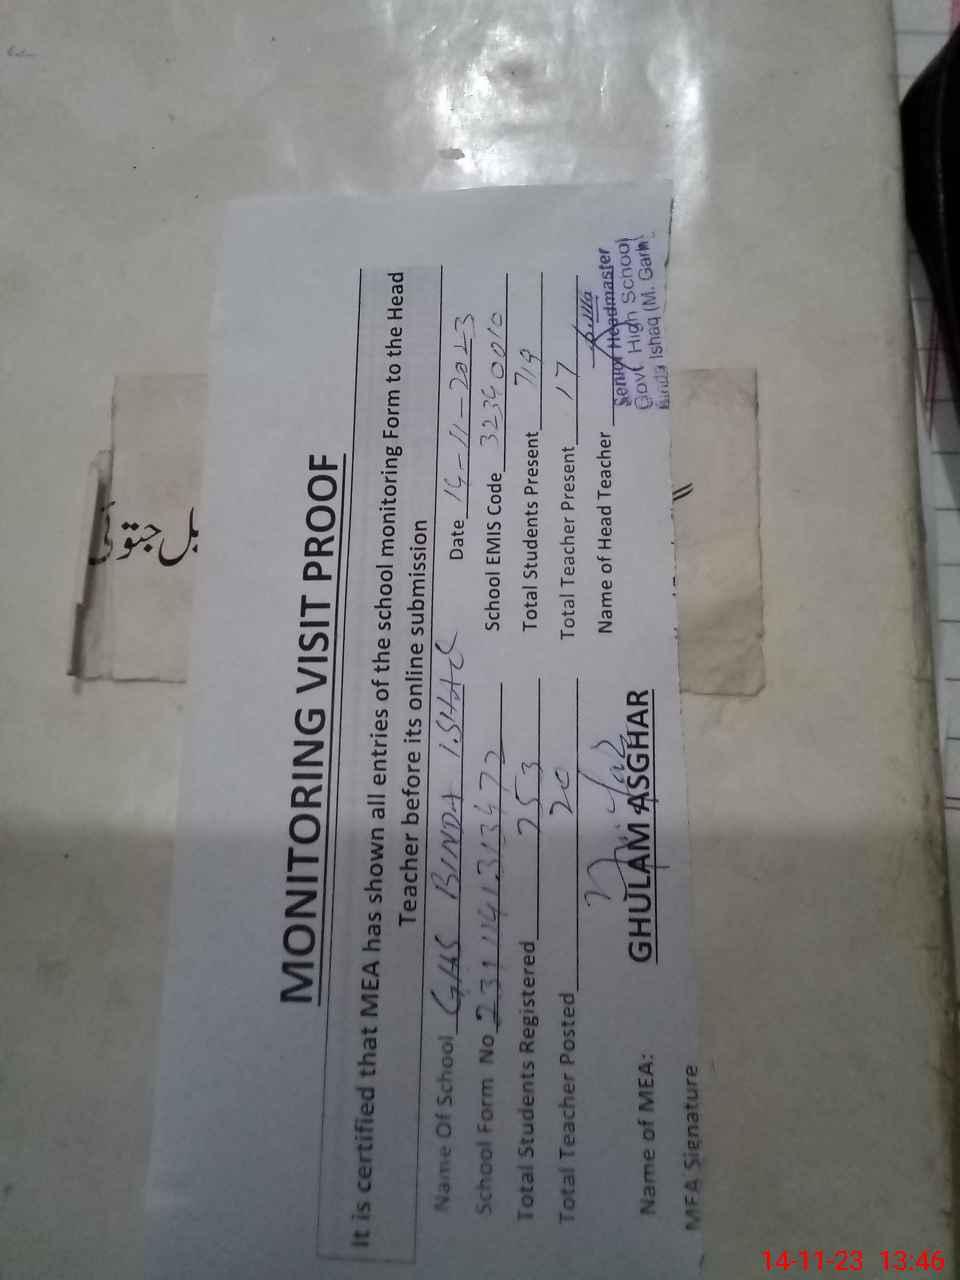 MONITORING VISIT PROOF
It is certified that MEA has shown all entries of the school monitoring Form to the Head
Teacher before its online submission
Name Of School GHS BINDA ISHAQ Date 14-11-2023
School Form No 2311141313472 School EMIS Code 32340010
Total Students Registered 753 Total Students Present 719
Total Teacher Posted 20 Total Teacher Present 17
Name of Head Teacher
Senior Headmaster
Govt High School
Binda Ishaq (M. Garh)
Name of MEA: GHULAM ASGHAR
MEA Signature
بل جتوئی
14-11-23 13:46